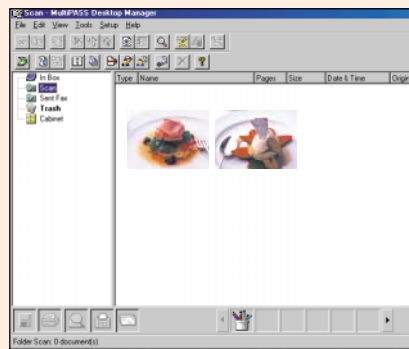 Scan - MultiPASS Desktop Manager
File Edit View Tools Setup Help
In Box
Scan
Sent Fax
Trash
Cabinet
Type Name Pages Size Date & Time Origin
Folder Scan: 0 document(s)